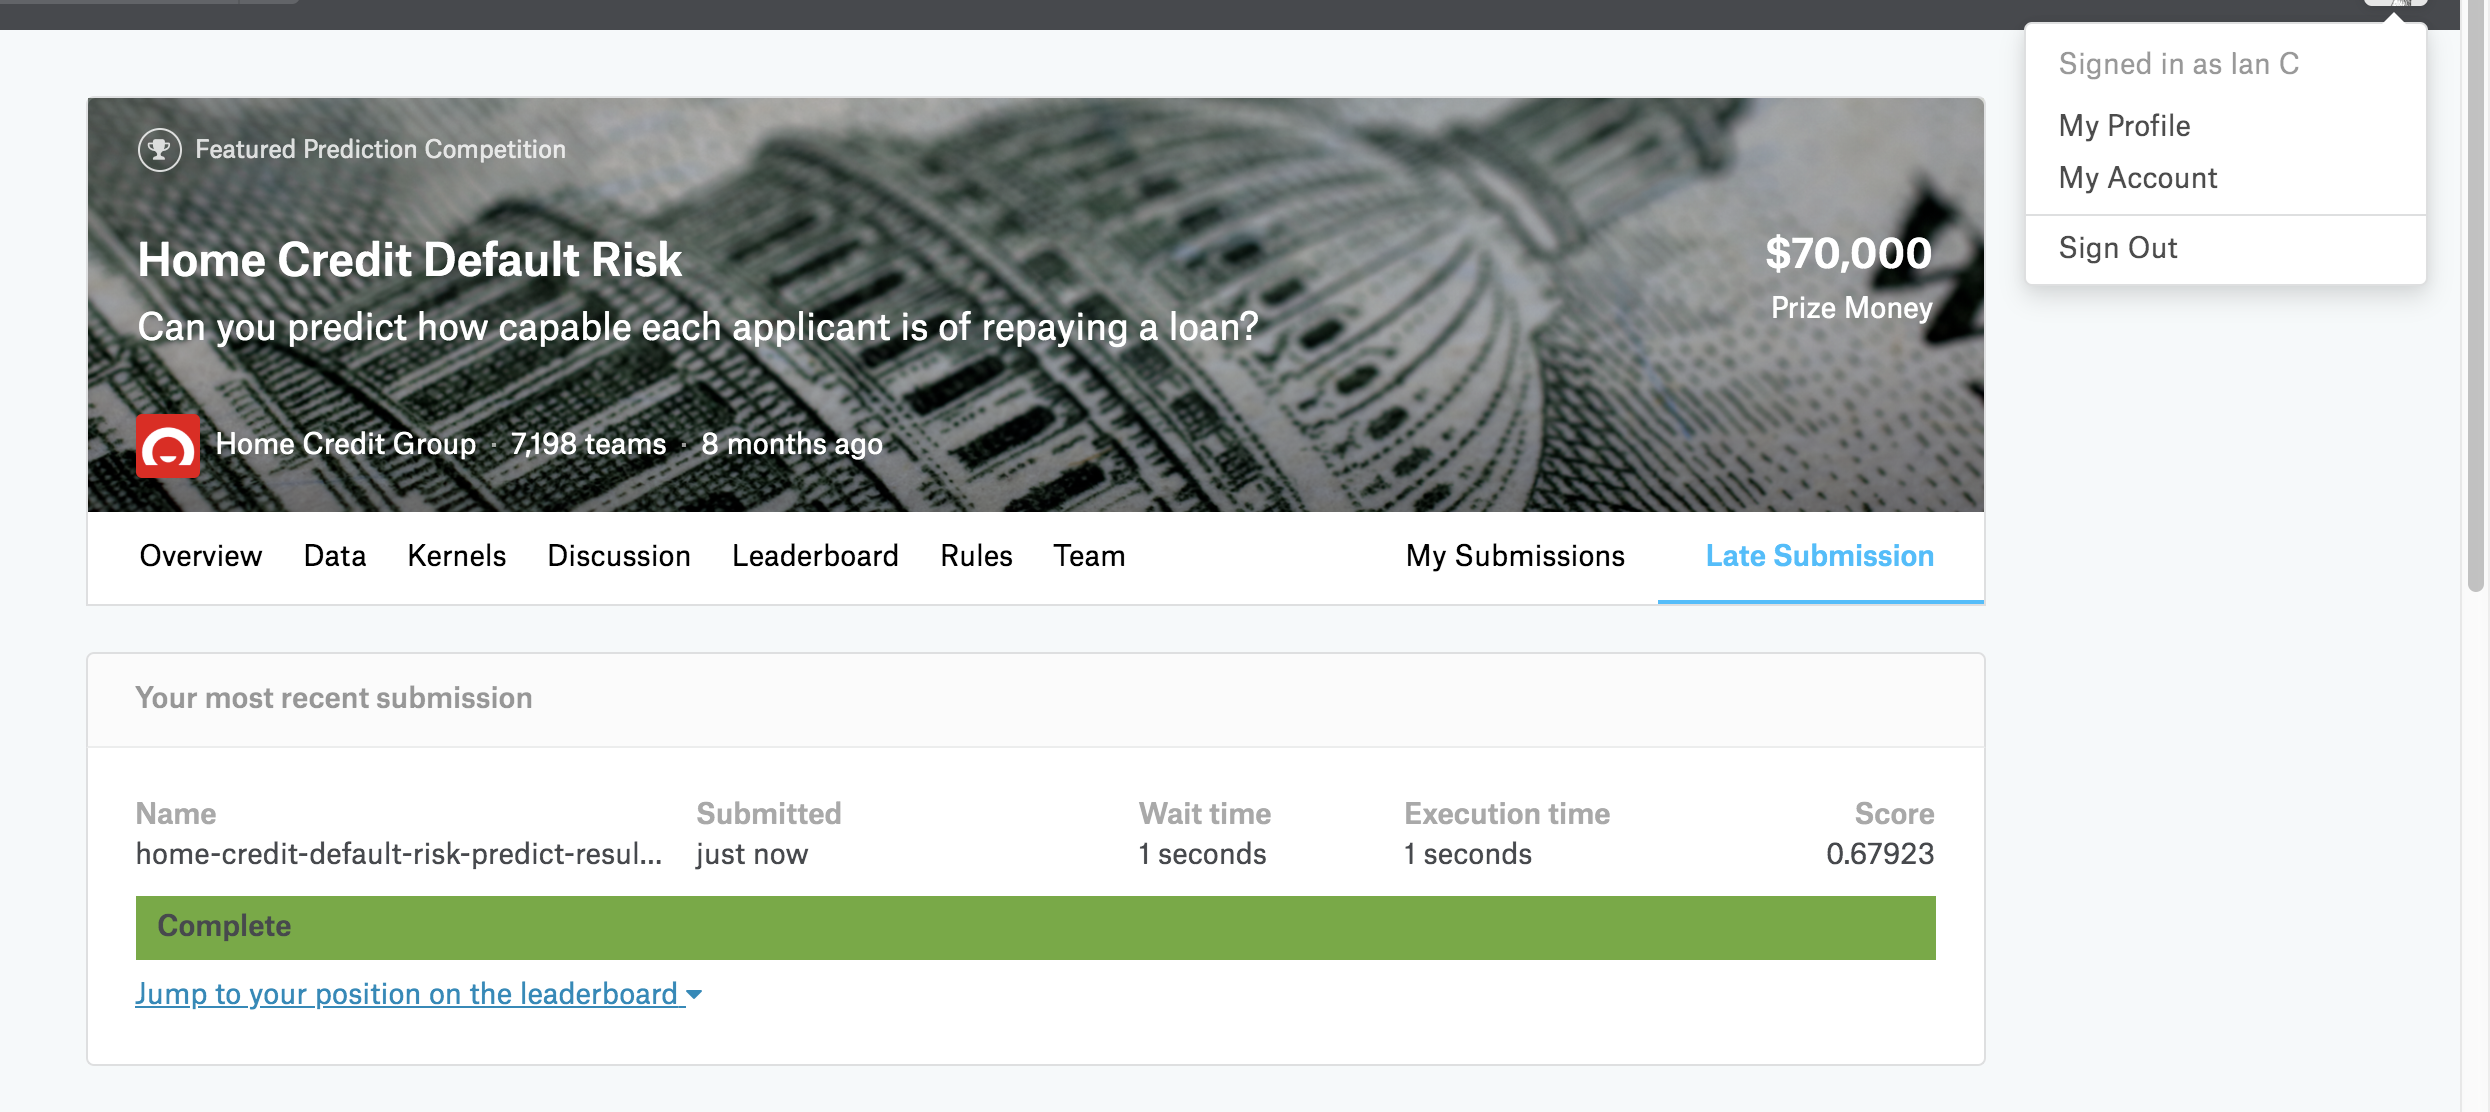 Signed in as Ian C
My Profile
My Account
Sign Out
Featured Prediction Competition
Home Credit Default Risk
Can you predict how capable each applicant is of repaying a loan?
$70,000
Prize Money
Home Credit Group · 7,198 teams · 8 months ago
Overview Data Kernels Discussion Leaderboard Rules Team My Submissions Late Submission
Your most recent submission
Name Submitted Wait time Execution time Score
home-credit-default-risk-predict-resul... just now 1 seconds 1 seconds 0.67923
Complete
Jump to your position on the leaderboard